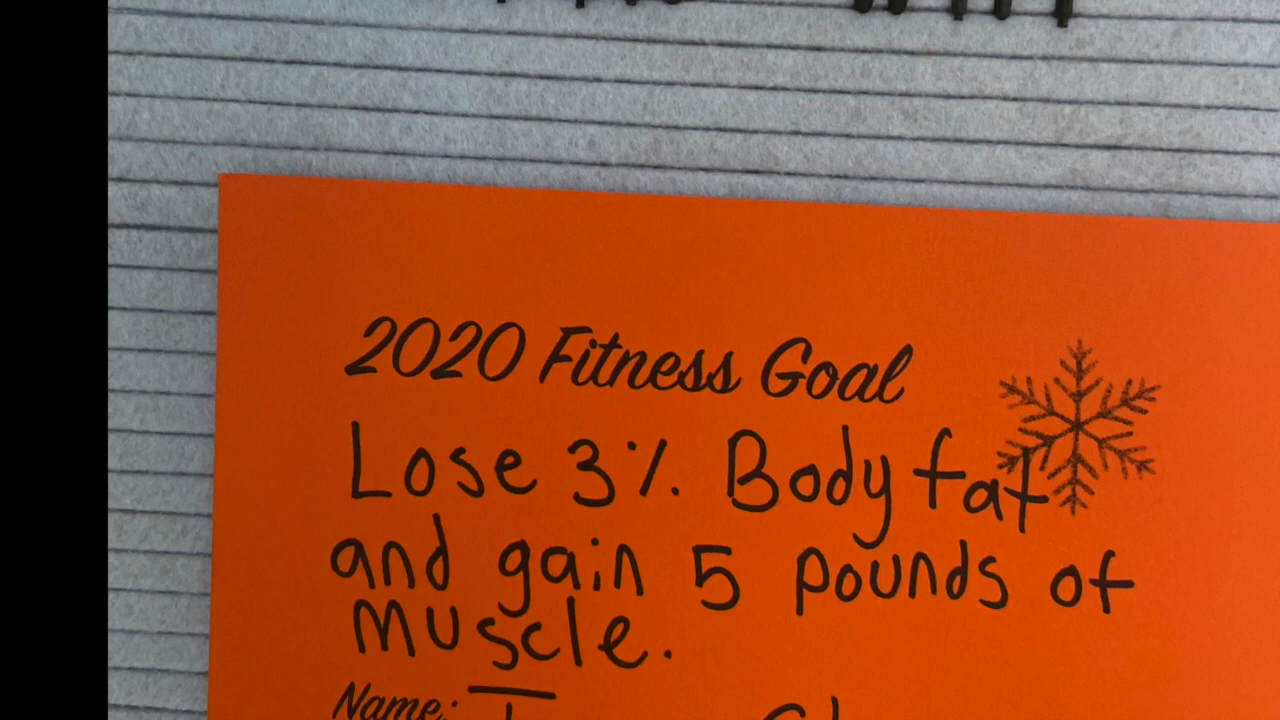 2020 Fitness Goal
Lose 3%. Body fat
and gain 5 pounds of
muscle.
Name: